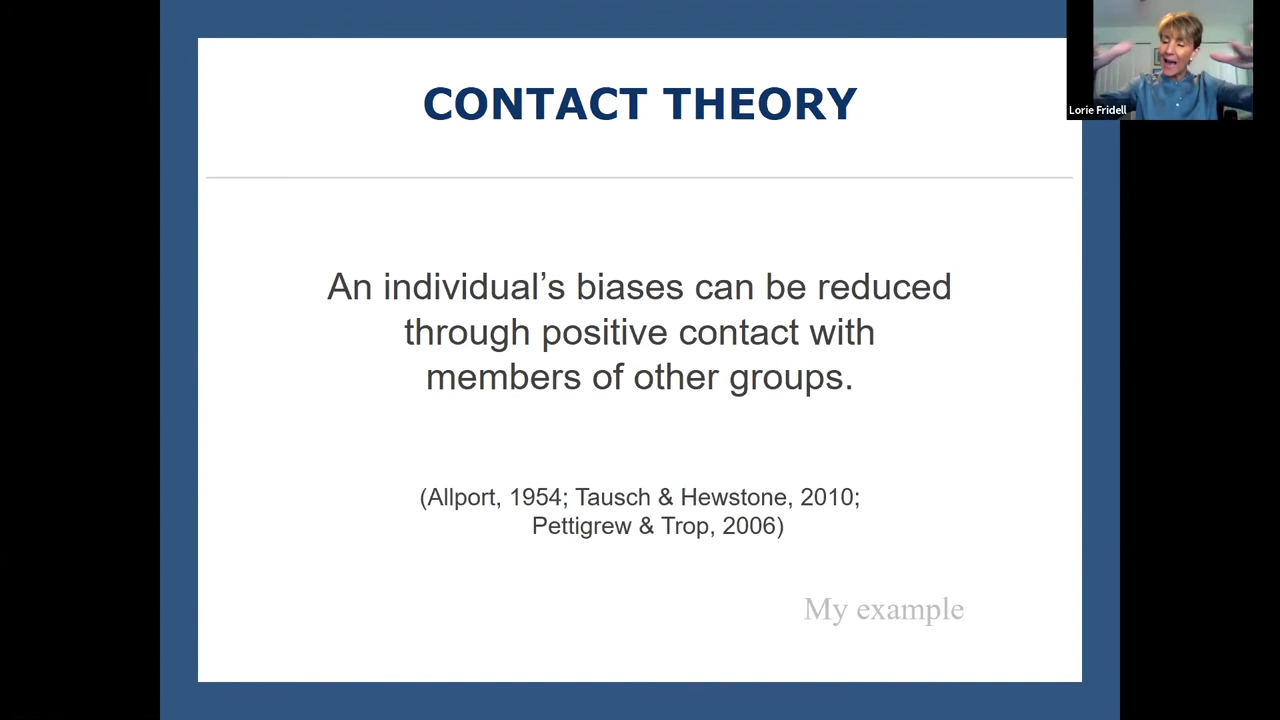 CONTACT THEORY
Lorie Fridell
An individual’s biases can be reduced
through positive contact with
members of other groups.
(Allport, 1954; Tausch & Hewstone, 2010;
Pettigrew & Trop, 2006)
My example